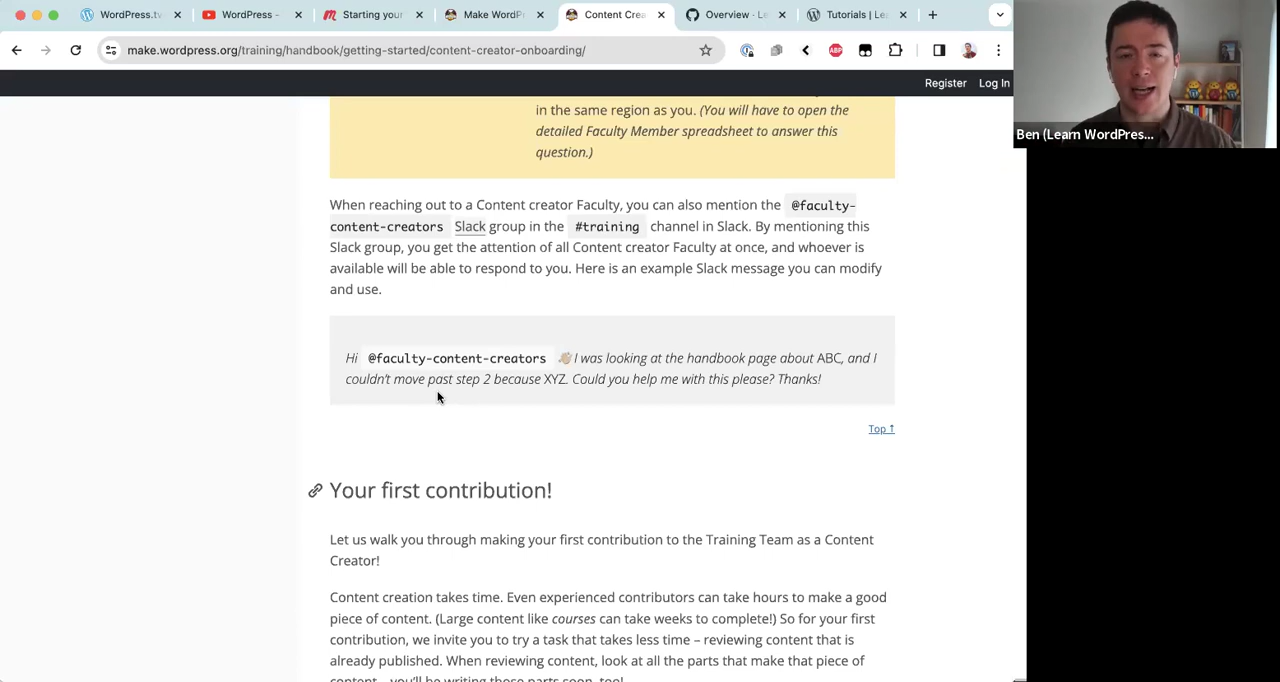 WordPress.tv
WordPress -
Starting your
Make WordPr
Content Crea
Overview · Le
Tutorials | Lea
make.wordpress.org/training/handbook/getting-started/content-creator-onboarding/
ABP
Register Log In
Ben (Learn WordPres...
in the same region as you. (You will have to open the
detailed Faculty Member spreadsheet to answer this
question.)
When reaching out to a Content creator Faculty, you can also mention the @faculty-
content-creators Slack group in the #training channel in Slack. By mentioning this
Slack group, you get the attention of all Content creator Faculty at once, and whoever is
available will be able to respond to you. Here is an example Slack message you can modify
and use.
Hi @faculty-content-creators 👋🏼 I was looking at the handbook page about ABC, and I
couldn't move past step 2 because XYZ. Could you help me with this please? Thanks!
Top ↑
Your first contribution!
Let us walk you through making your first contribution to the Training Team as a Content
Creator!
Content creation takes time. Even experienced contributors can take hours to make a good
piece of content. (Large content like courses can take weeks to complete!) So for your first
contribution, we invite you to try a task that takes less time – reviewing content that is
already published. When reviewing content, look at all the parts that make that piece of
content – you'll be writing those parts soon, too!